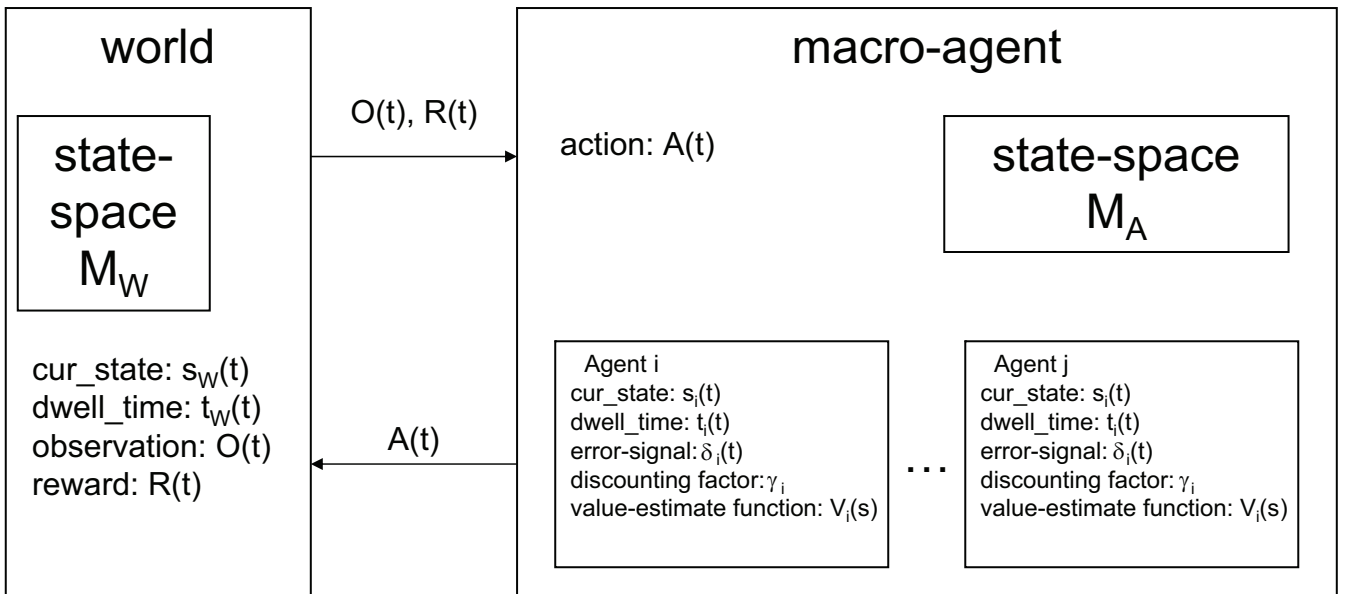 world
state-
space
M_W
cur_state: s_W(t)
dwell_time: t_W(t)
observation: O(t)
reward: R(t)
O(t), R(t)
A(t)
macro-agent
action: A(t)
state-space
M_A
Agent i
cur_state: s_i(t)
dwell_time: t_i(t)
error-signal: δ_i(t)
discounting factor: γ_i
value-estimate function: V_i(s)
...
Agent j
cur_state: s_i(t)
dwell_time: t_i(t)
error-signal: δ_i(t)
discounting factor: γ_i
value-estimate function: V_i(s)